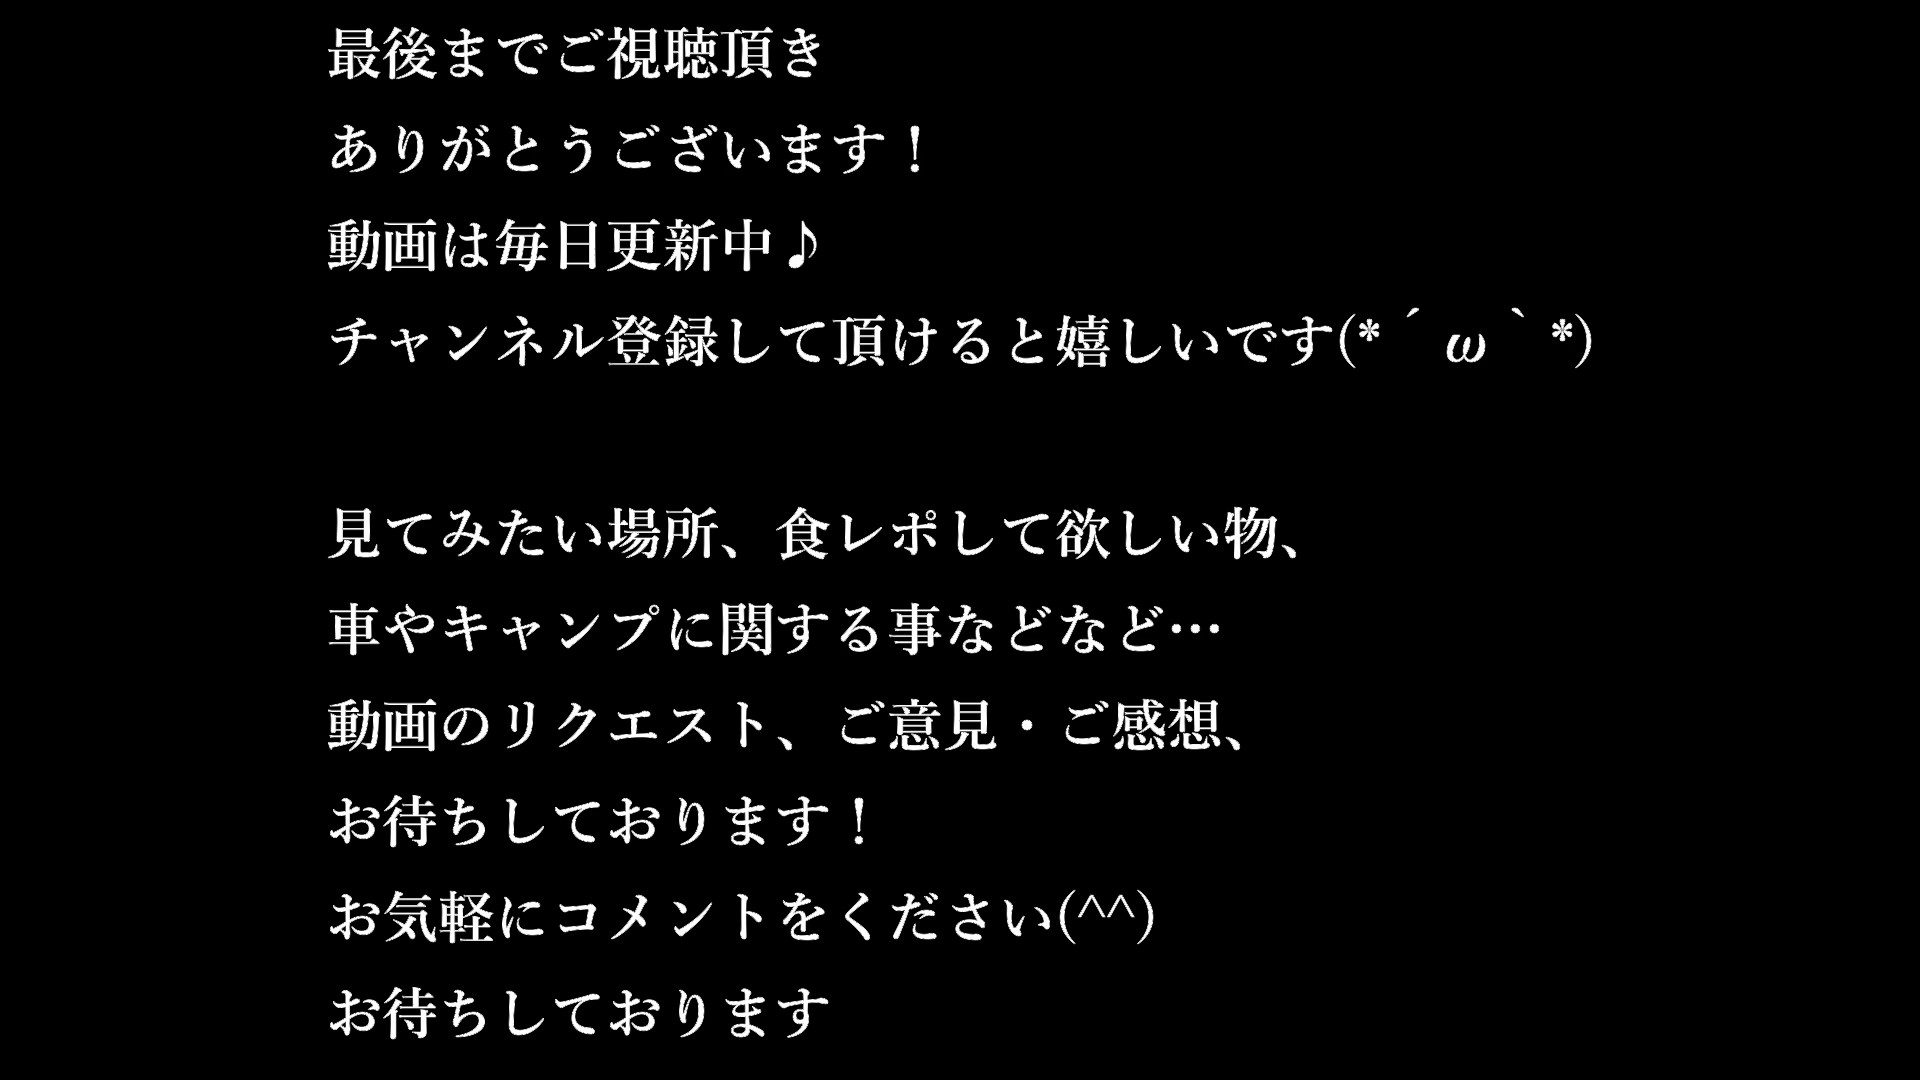 最後までご視聴頂き
ありがとうございます！
動画は毎日更新中♪
チャンネル登録して頂けると嬉しいです(*´ω｀*)
見てみたい場所、食レポして欲しい物、
車やキャンプに関する事などなど…
動画のリクエスト、ご意見・ご感想、
お待ちしております！
お気軽にコメントをください(^^)
お待ちしております